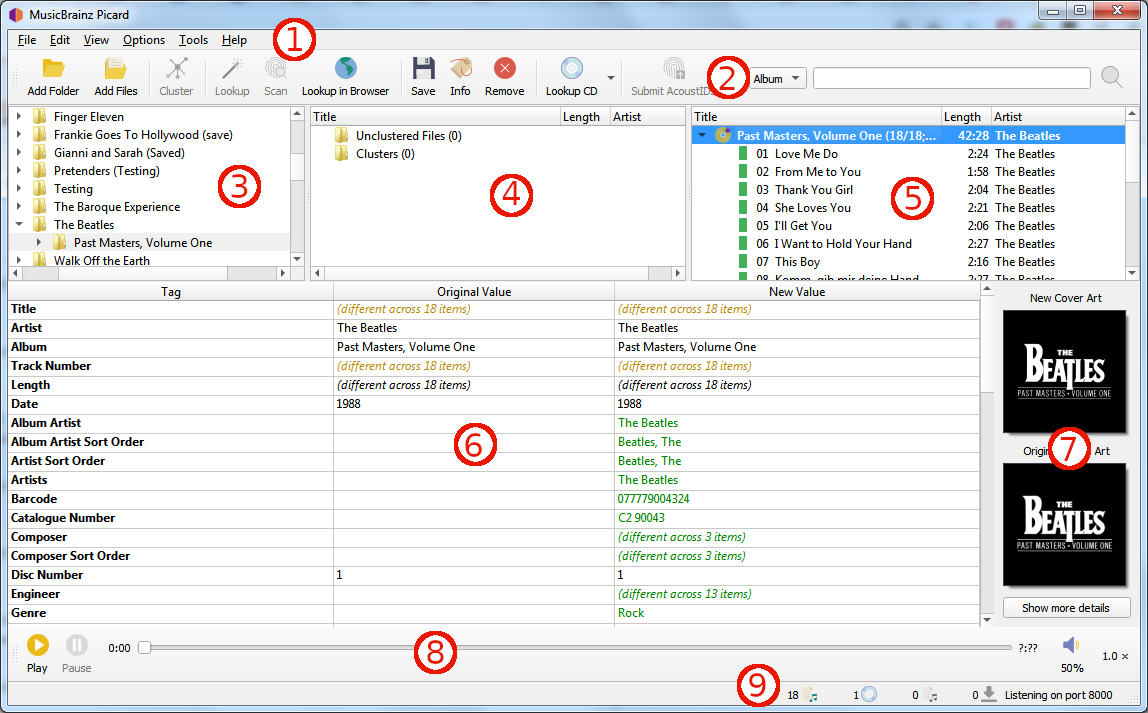 MusicBrainz Picard
File Edit View Options Tools Help
1
Add Folder Add Files Cluster Lookup Scan Lookup in Browser Save Info Remove Lookup CD Submit AcoustIDs 2 Album
Finger Eleven
Frankie Goes To Hollywood (save)
Gianni and Sarah (Saved)
Pretenders (Testing)
Testing
The Baroque Experience
The Beatles
Past Masters, Volume One
Walk Off the Earth
3
Title Length Artist
Unclustered Files (0)
Clusters (0)
4
Title Length Artist
Past Masters, Volume One (18/18;... 42:28 The Beatles
01 Love Me Do 2:24 The Beatles
02 From Me to You 1:58 The Beatles
03 Thank You Girl 2:04 The Beatles
04 She Loves You 2:21 The Beatles
05 I'll Get You 2:06 The Beatles
06 I Want to Hold Your Hand 2:27 The Beatles
07 This Boy 2:16 The Beatles
08 Komm, gib mir deine Hand 2:27 The Beatles
5
Tag Original Value New Value
Title (different across 18 items) (different across 18 items)
Artist The Beatles The Beatles
Album Past Masters, Volume One Past Masters, Volume One
Track Number (different across 18 items) (different across 18 items)
Length (different across 18 items) (different across 18 items)
Date 1988 1988
Album Artist The Beatles
Album Artist Sort Order Beatles, The
Artist Sort Order Beatles, The
Artists The Beatles
Barcode 077779004324
Catalogue Number C2 90043
Composer (different across 3 items)
Composer Sort Order (different across 3 items)
Disc Number 1 1
Engineer (different across 13 items)
Genre Rock
6
New Cover Art
THE
BEATLES
PAST MASTERS • VOLUME ONE
7 Art
THE
BEATLES
PAST MASTERS • VOLUME ONE
Show more details
Play Pause 0:00 8 ?:?? 50% 1.0 ×
9 18 1 0 0 Listening on port 8000